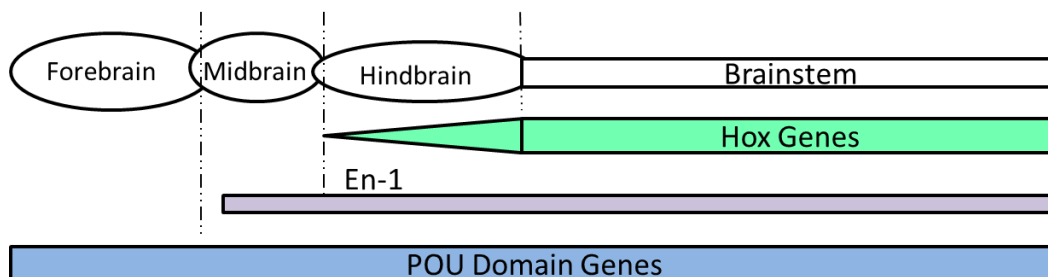 Forebrain Midbrain Hindbrain Brainstem
Hox Genes
En-1
POU Domain Genes